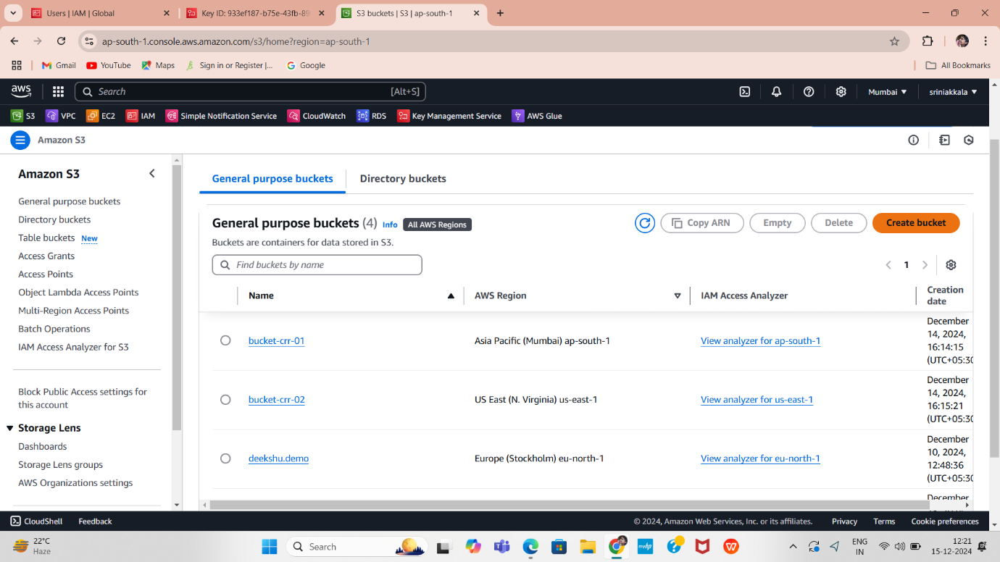 Users | IAM | Global
Key ID: 933ef187-b75e-43fb-89
S3 buckets | S3 | ap-south-1
ap-south-1.console.aws.amazon.com/s3/home?region=ap-south-1
Gmail
YouTube
Maps
Sign in or Register |...
Google
All Bookmarks
aws
Search
[Alt+S]
Mumbai
sriniakkala
S3
VPC
EC2
IAM
Simple Notification Service
CloudWatch
RDS
Key Management Service
AWS Glue
Amazon S3
Amazon S3
General purpose buckets
Directory buckets
Table buckets New
Access Grants
Access Points
Object Lambda Access Points
Multi-Region Access Points
Batch Operations
IAM Access Analyzer for S3
Block Public Access settings for
this account
Storage Lens
Dashboards
Storage Lens groups
AWS Organizations settings
General purpose buckets
Directory buckets
General purpose buckets (4) Info All AWS Regions
Copy ARN
Empty
Delete
Create bucket
Buckets are containers for data stored in S3.
Find buckets by name
1
Name
AWS Region
IAM Access Analyzer
Creation
date
bucket-crr-01
Asia Pacific (Mumbai) ap-south-1
View analyzer for ap-south-1
December
14, 2024,
16:14:15
(UTC+05:30
bucket-crr-02
US East (N. Virginia) us-east-1
View analyzer for us-east-1
December
14, 2024,
16:15:21
(UTC+05:30
deekshu.demo
Europe (Stockholm) eu-north-1
View analyzer for eu-north-1
December
10, 2024,
12:48:36
(UTC+05:30
December
CloudShell
Feedback
© 2024, Amazon Web Services, Inc. or its affiliates.
Privacy
Terms
Cookie preferences
22°C
Haze
Search
myhp
ENG
IN
12:21
15-12-2024